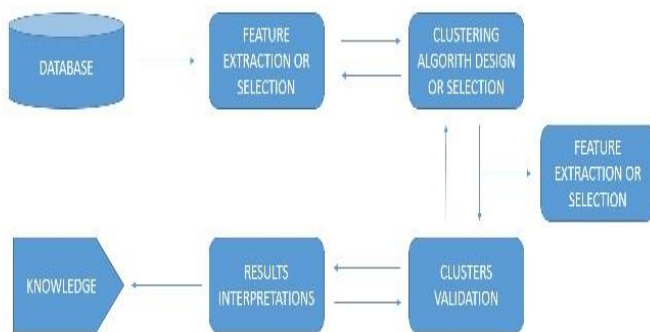 DATABASE
FEATURE
EXTRACTION OR
SELECTION
CLUSTERING
ALGORITH DESIGN
OR SELECTION
FEATURE
EXTRACTION OR
SELECTION
KNOWLEDGE
RESULTS
INTERPRETATIONS
CLUSTERS
VALIDATION